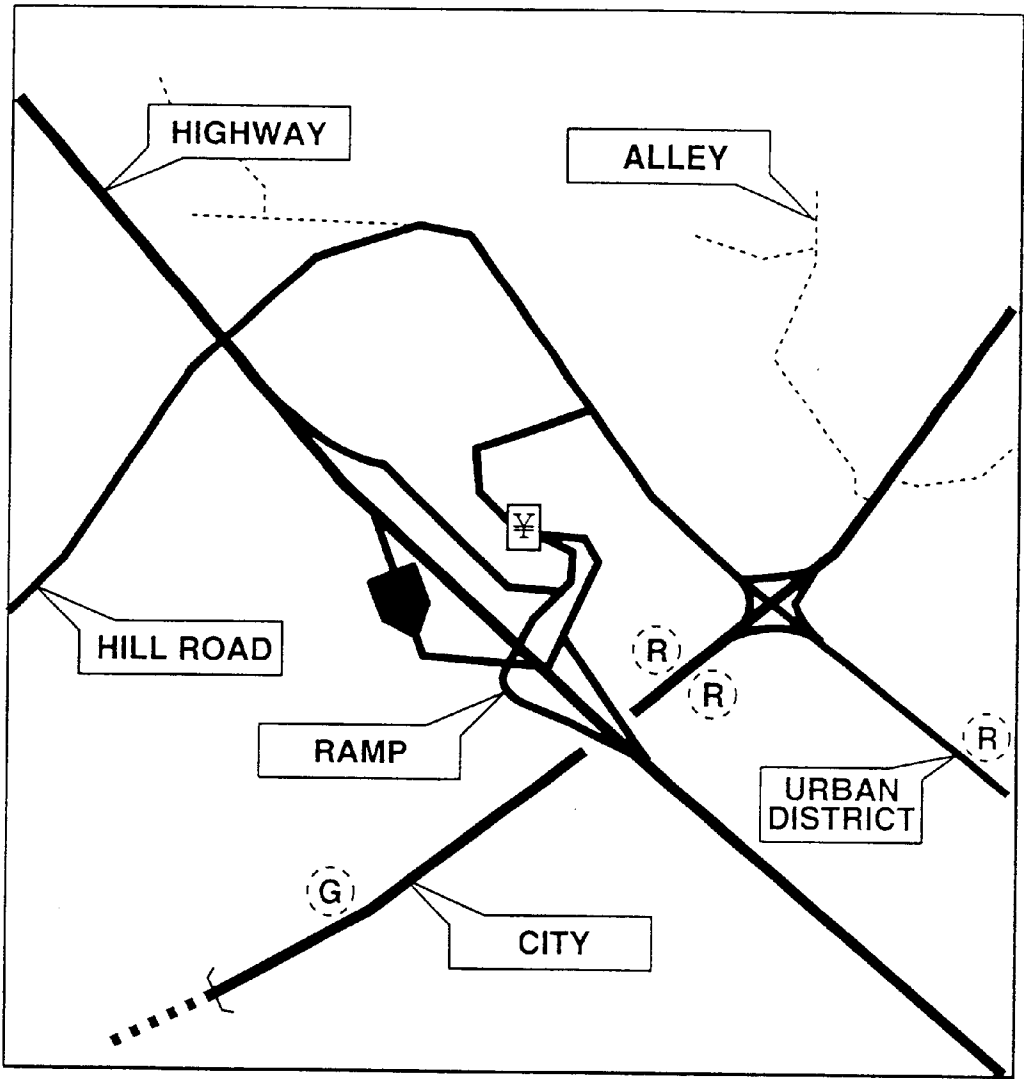 HIGHWAY
ALLEY
¥
HILL ROAD
R
R
RAMP
R
URBAN
DISTRICT
G
CITY